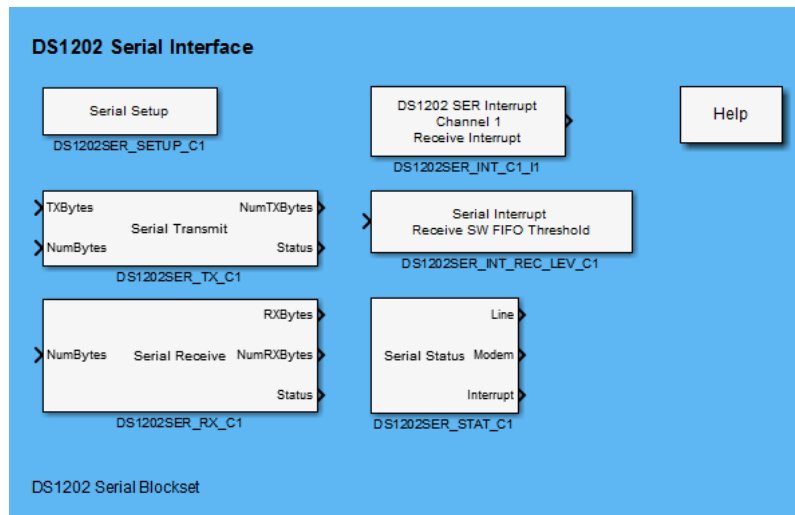 DS1202 Serial Interface
Serial Setup
DS1202SER_SETUP_C1
DS1202 SER Interrupt
Channel 1
Receive Interrupt
DS1202SER_INT_C1_I1
Help
TXBytes
NumBytes
Serial Transmit
NumTXBytes
Status
DS1202SER_TX_C1
Serial Interrupt
Receive SW FIFO Threshold
DS1202SER_INT_REC_LEV_C1
NumBytes
Serial Receive
RXBytes
NumRXBytes
Status
DS1202SER_RX_C1
Serial Status
Line
Modem
Interrupt
DS1202SER_STAT_C1
DS1202 Serial Blockset